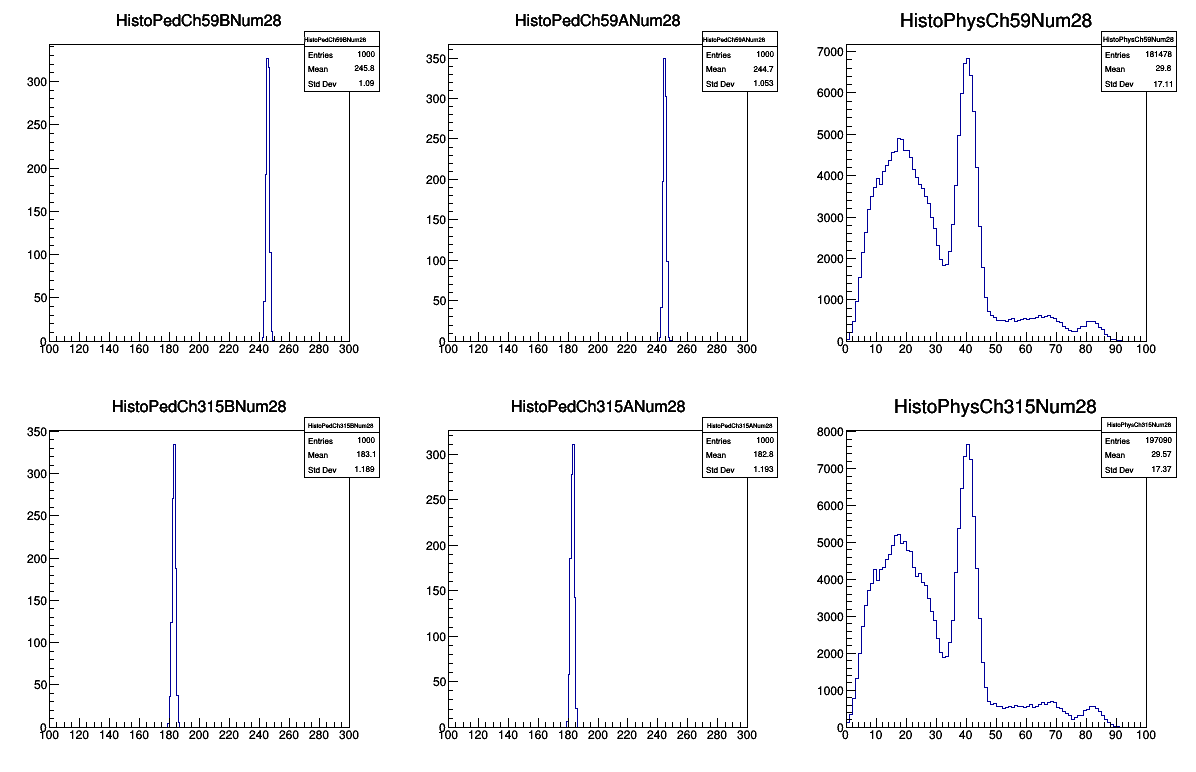 HistoPedCh59BNum28
HistoPedCh59BNum28
Entries 1000
Mean 245.8
Std Dev 1.09
300
250
200
150
100
50
0
100 120 140 160 180 200 220 240 260 280 300
HistoPedCh59ANum28
HistoPedCh59ANum28
Entries 1000
Mean 244.7
Std Dev 1.053
350
300
250
200
150
100
50
0
100 120 140 160 180 200 220 240 260 280 300
HistoPhysCh59Num28
HistoPhysCh59Num28
Entries 181478
Mean 29.8
Std Dev 17.11
7000
6000
5000
4000
3000
2000
1000
0
0 10 20 30 40 50 60 70 80 90 100
HistoPedCh315BNum28
HistoPedCh315BNum28
Entries 1000
Mean 183.1
Std Dev 1.189
350
300
250
200
150
100
50
0
100 120 140 160 180 200 220 240 260 280 300
HistoPedCh315ANum28
HistoPedCh315ANum28
Entries 1000
Mean 182.8
Std Dev 1.193
300
250
200
150
100
50
0
100 120 140 160 180 200 220 240 260 280 300
HistoPhysCh315Num28
HistoPhysCh315Num28
Entries 197090
Mean 29.57
Std Dev 17.37
8000
7000
6000
5000
4000
3000
2000
1000
0
0 10 20 30 40 50 60 70 80 90 100